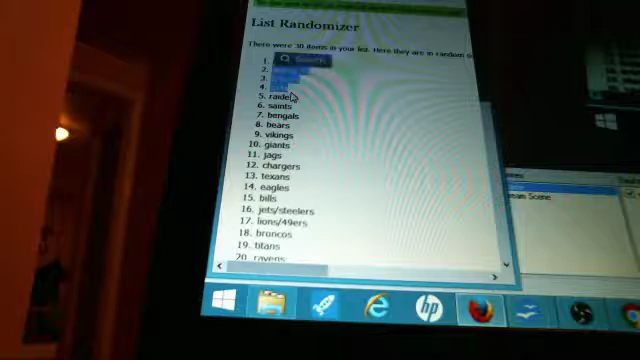 List Randomizer
There were 30 items in your list. Here they are in random o
1.
Search
2.
3.
4.
5. raide
6. saints
7. bengals
8. bears
9. vikings
10. giants
11. jags
12. chargers
13. texans
14. eagles
15. bills
16. jets/steelers
17. lions/49ers
18. broncos
19. titans
20. ravens
hp